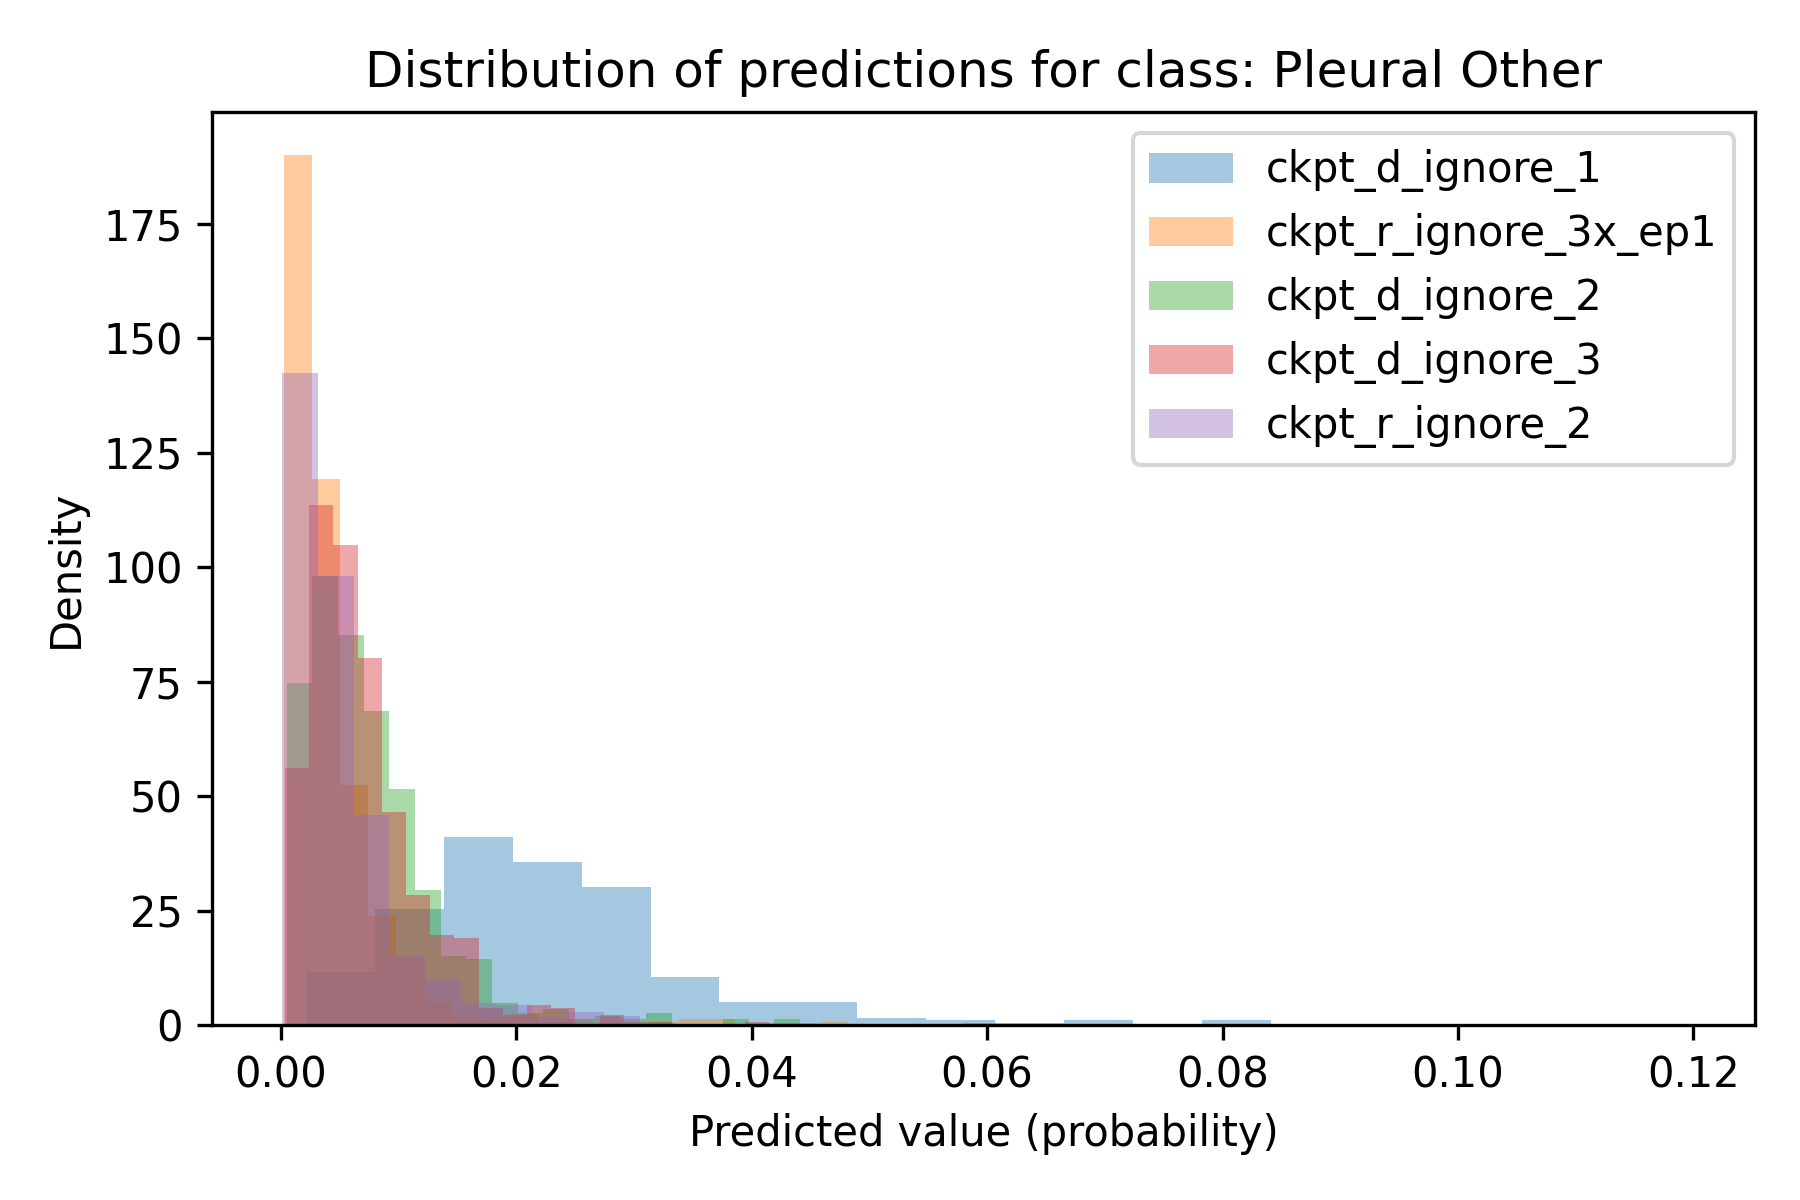 Distribution of predictions for class: Pleural Other
ckpt_d_ignore_1
ckpt_r_ignore_3x_ep1
ckpt_d_ignore_2
ckpt_d_ignore_3
ckpt_r_ignore_2
Density
175
150
125
100
75
50
25
0
0.00 0.02 0.04 0.06 0.08 0.10 0.12
Predicted value (probability)